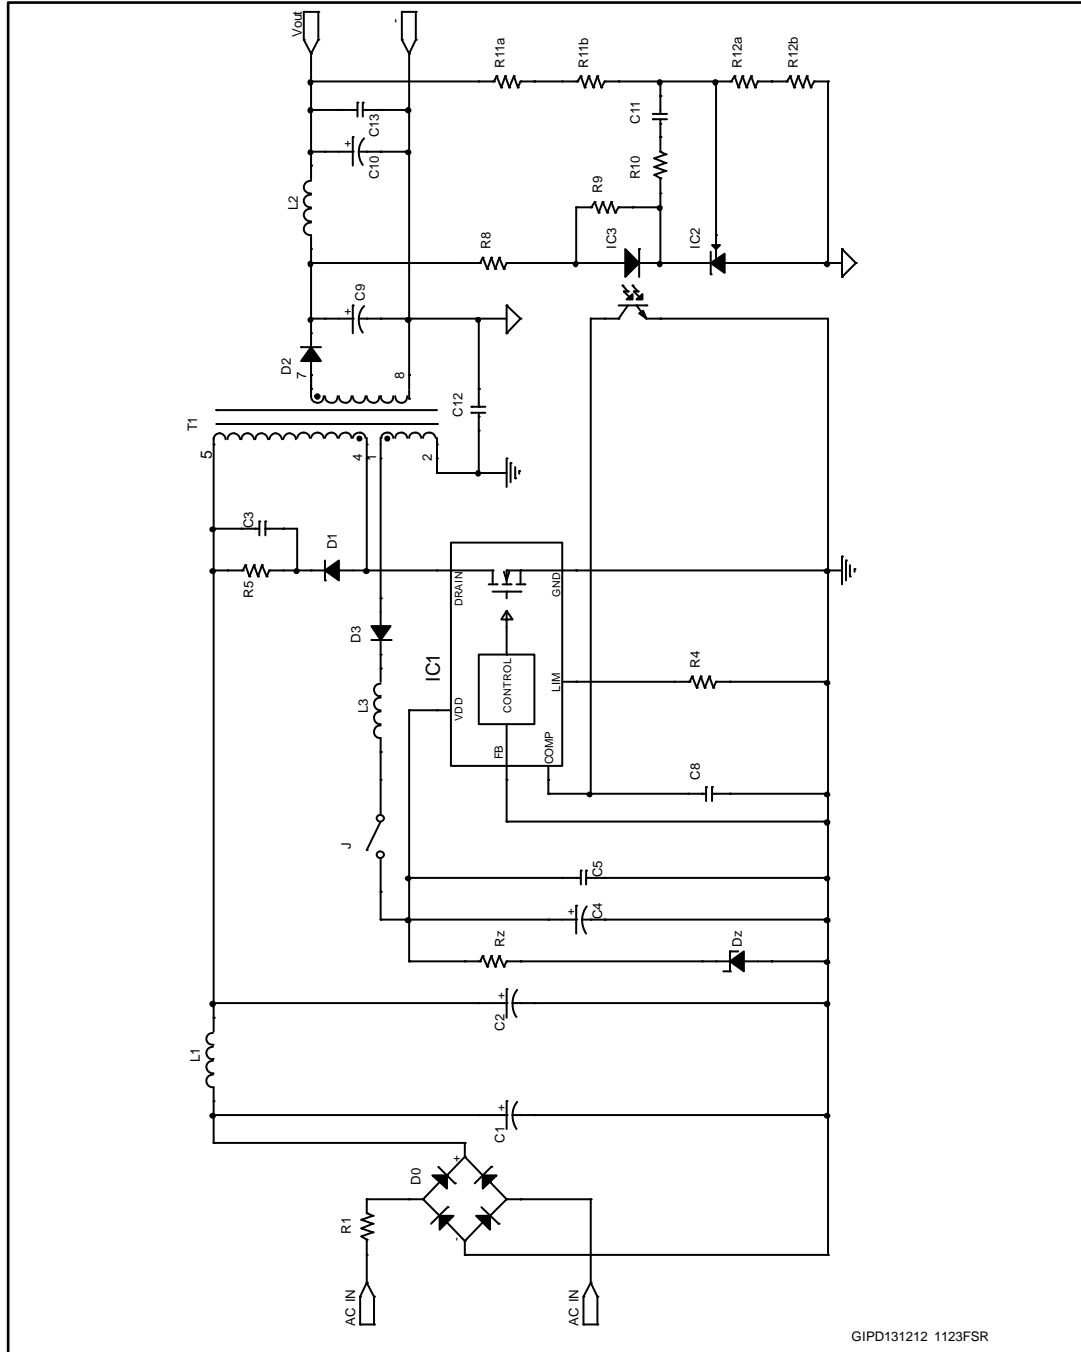 Vout
-
R11a
R11b
R12a
R12b
C13
+
C10
C11
R10
L2
R9
R8
IC3
IC2
+
C9
D2
7
8
T1
C12
5
4
1
2
C3
R5
D1
D3
DRAIN
GND
IC1
CONTROL
VDD
LIM
R4
L3
FB
COMP
C8
J
C5
+
C4
Rz
Dz
+
C2
L1
+
C1
D0
+
-
R1
AC IN
AC IN
GIPD131212 1123FSR